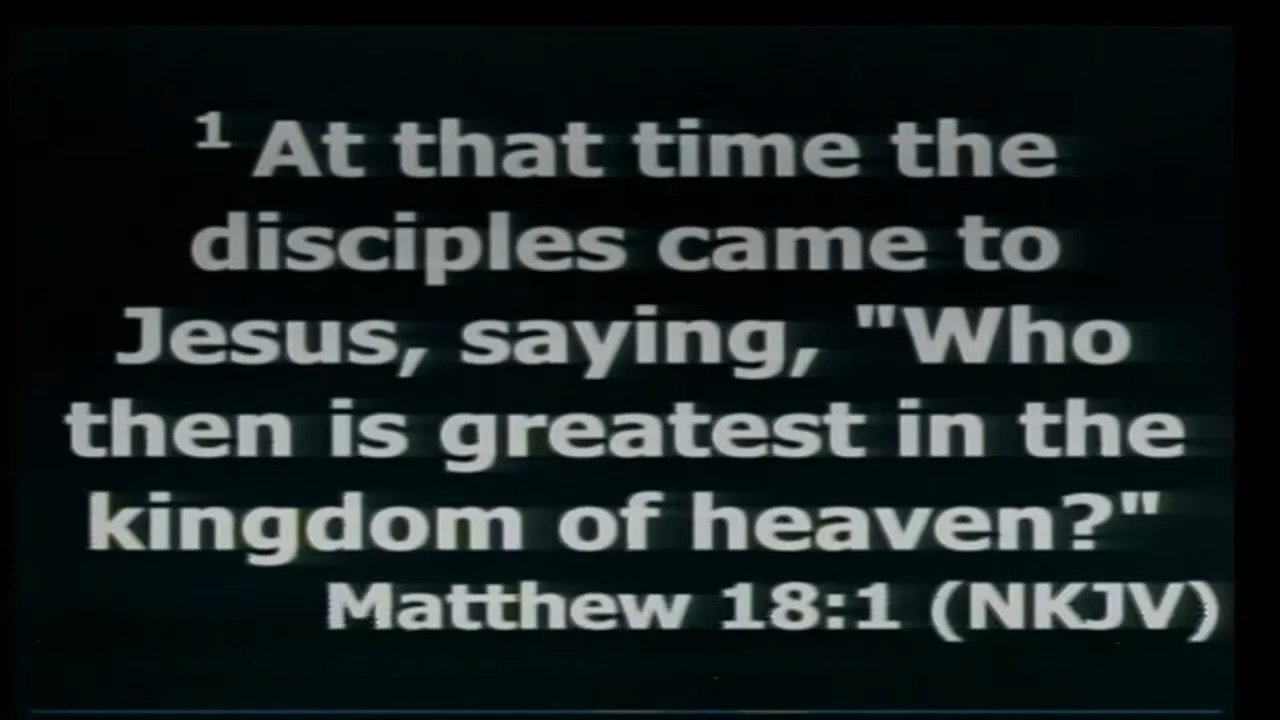 1 At that time the
disciples came to
Jesus, saying, "Who
then is greatest in the
kingdom of heaven?"
Matthew 18:1 (NKJV)